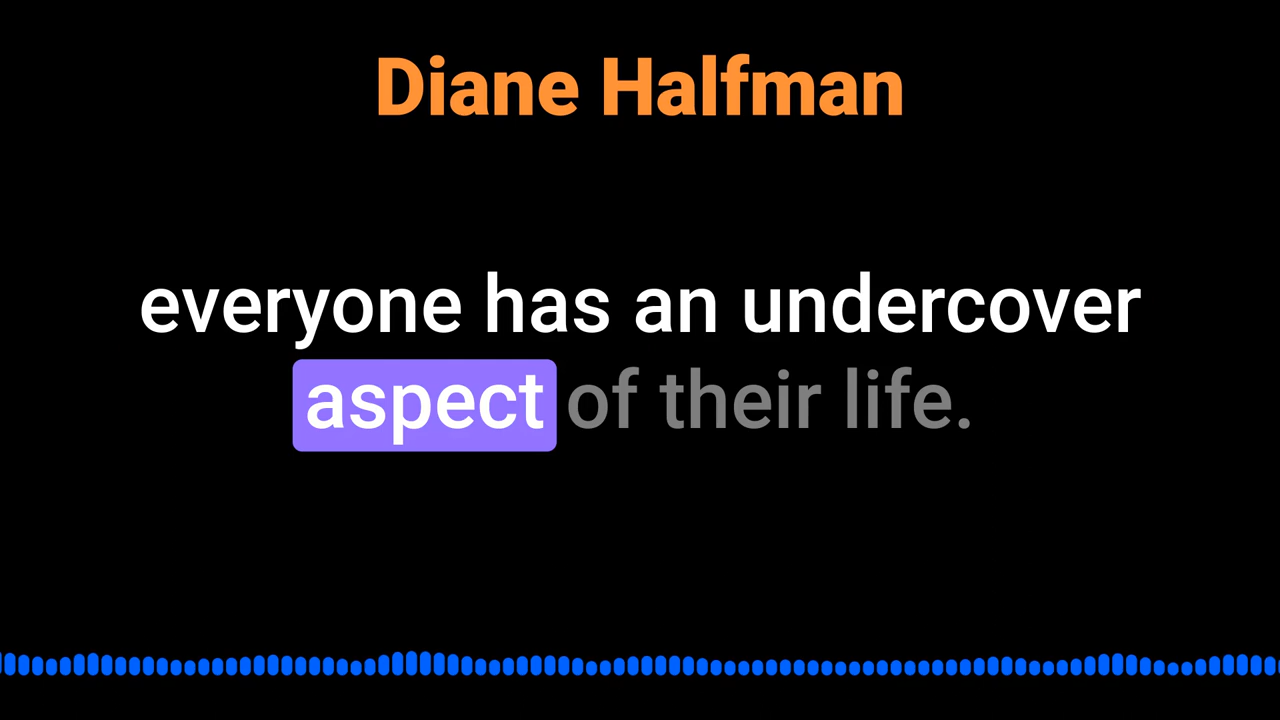 Diane Halfman
everyone has an undercover
aspect of their life.